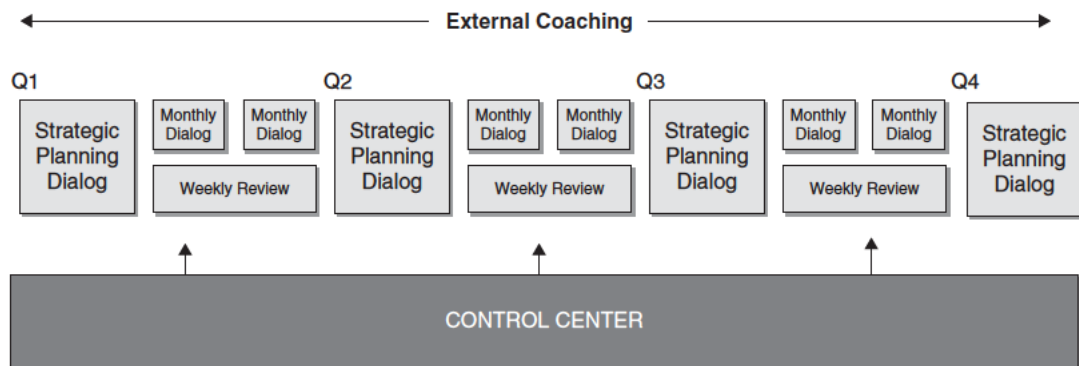 External Coaching
Q1
Q2
Q3
Q4
Strategic
Planning
Dialog
Monthly
Dialog
Monthly
Dialog
Weekly Review
Strategic
Planning
Dialog
Monthly
Dialog
Monthly
Dialog
Weekly Review
Strategic
Planning
Dialog
Monthly
Dialog
Monthly
Dialog
Weekly Review
Strategic
Planning
Dialog
CONTROL CENTER